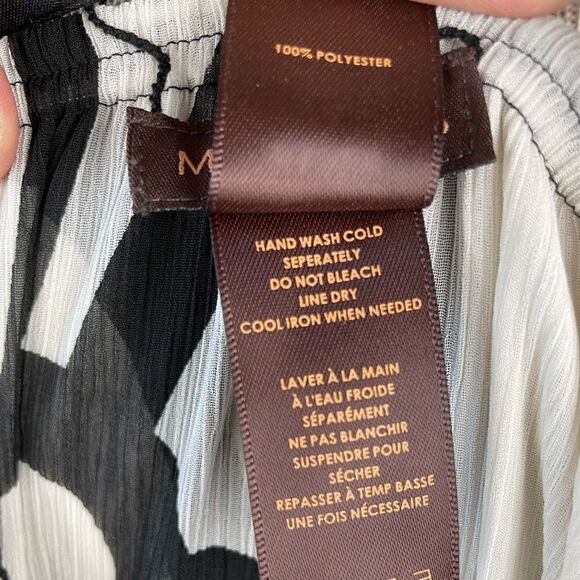 100% POLYESTER
HAND WASH COLD
SEPERATELY
DO NOT BLEACH
LINE DRY
COOL IRON WHEN NEEDED
LAVER À LA MAIN
À L'EAU FROIDE
SÉPARÉMENT
NE PAS BLANCHIR
SUSPENDRE POUR
SÉCHER
REPASSER À TEMP BASSE
UNE FOIS NÉCESSAIRE